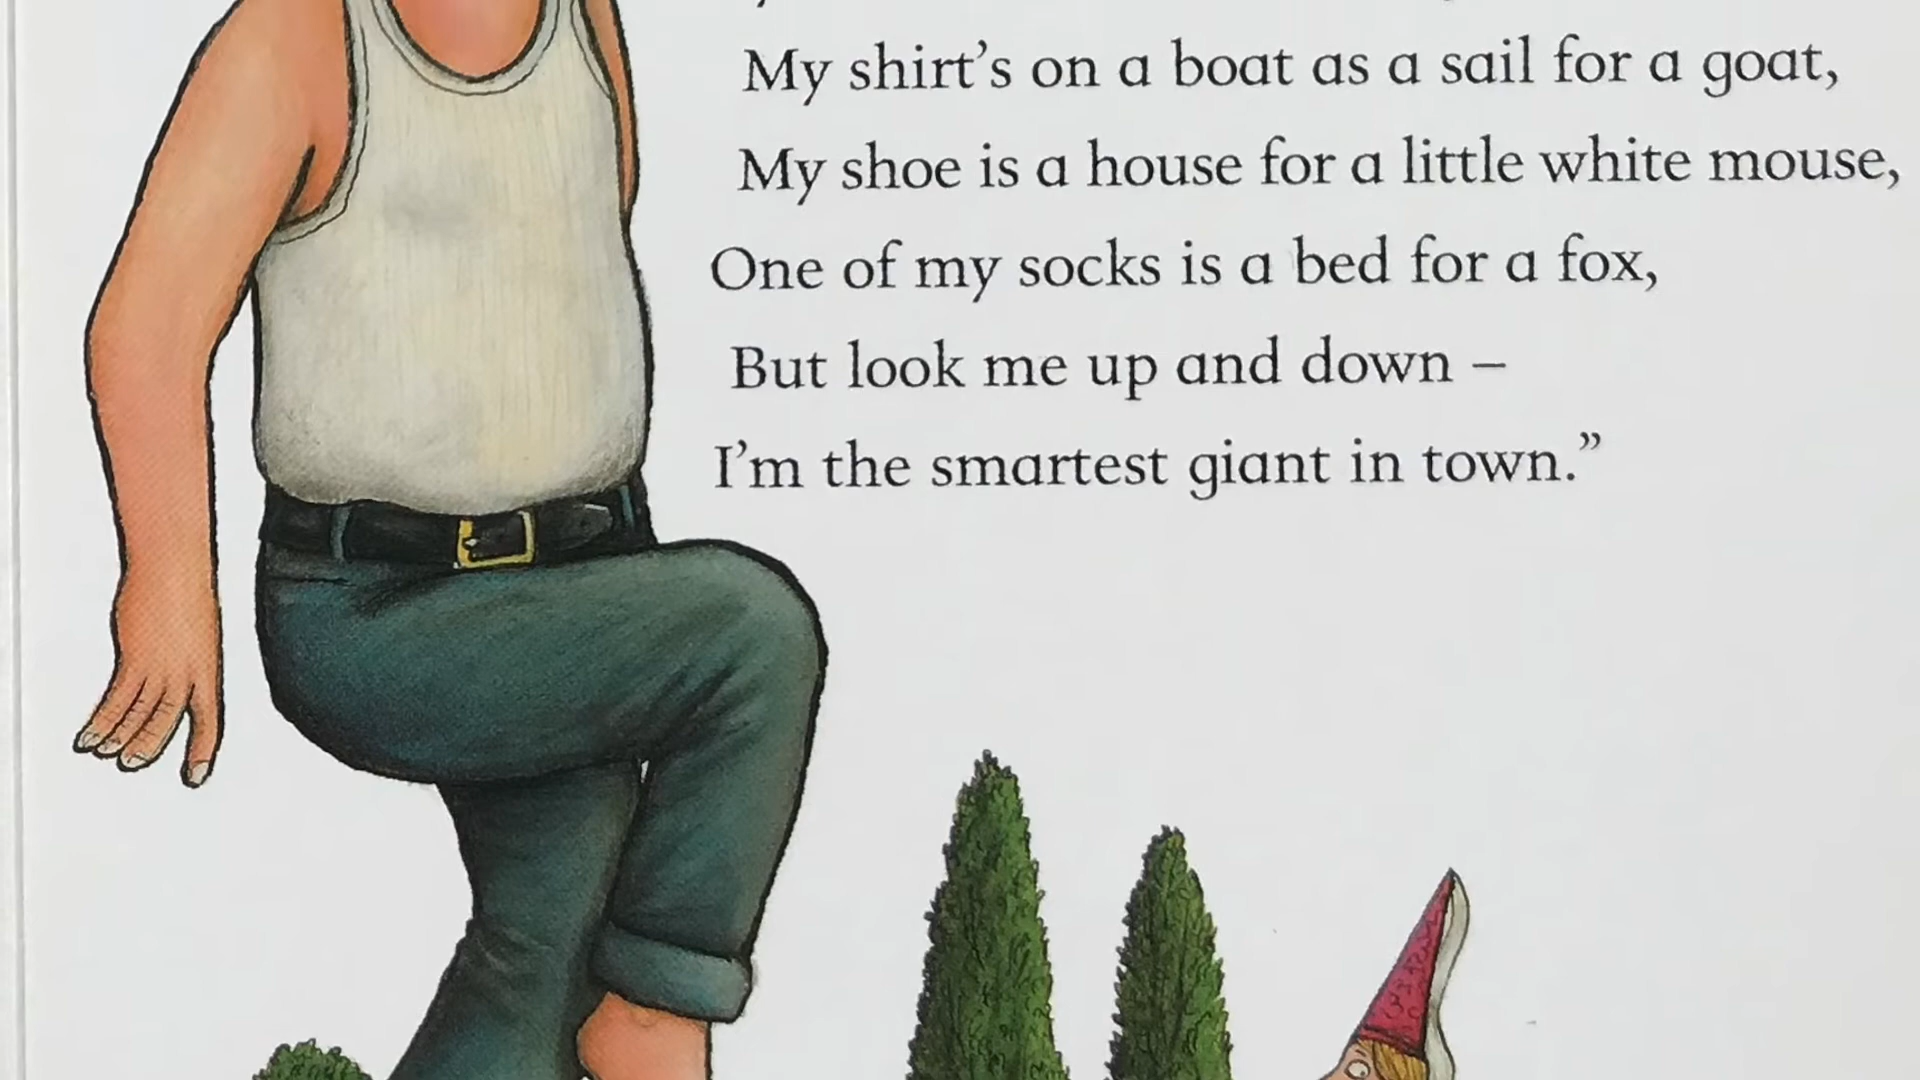 My shirt's on a boat as a sail for a goat,
My shoe is a house for a little white mouse,
One of my socks is a bed for a fox,
But look me up and down –
I'm the smartest giant in town.”